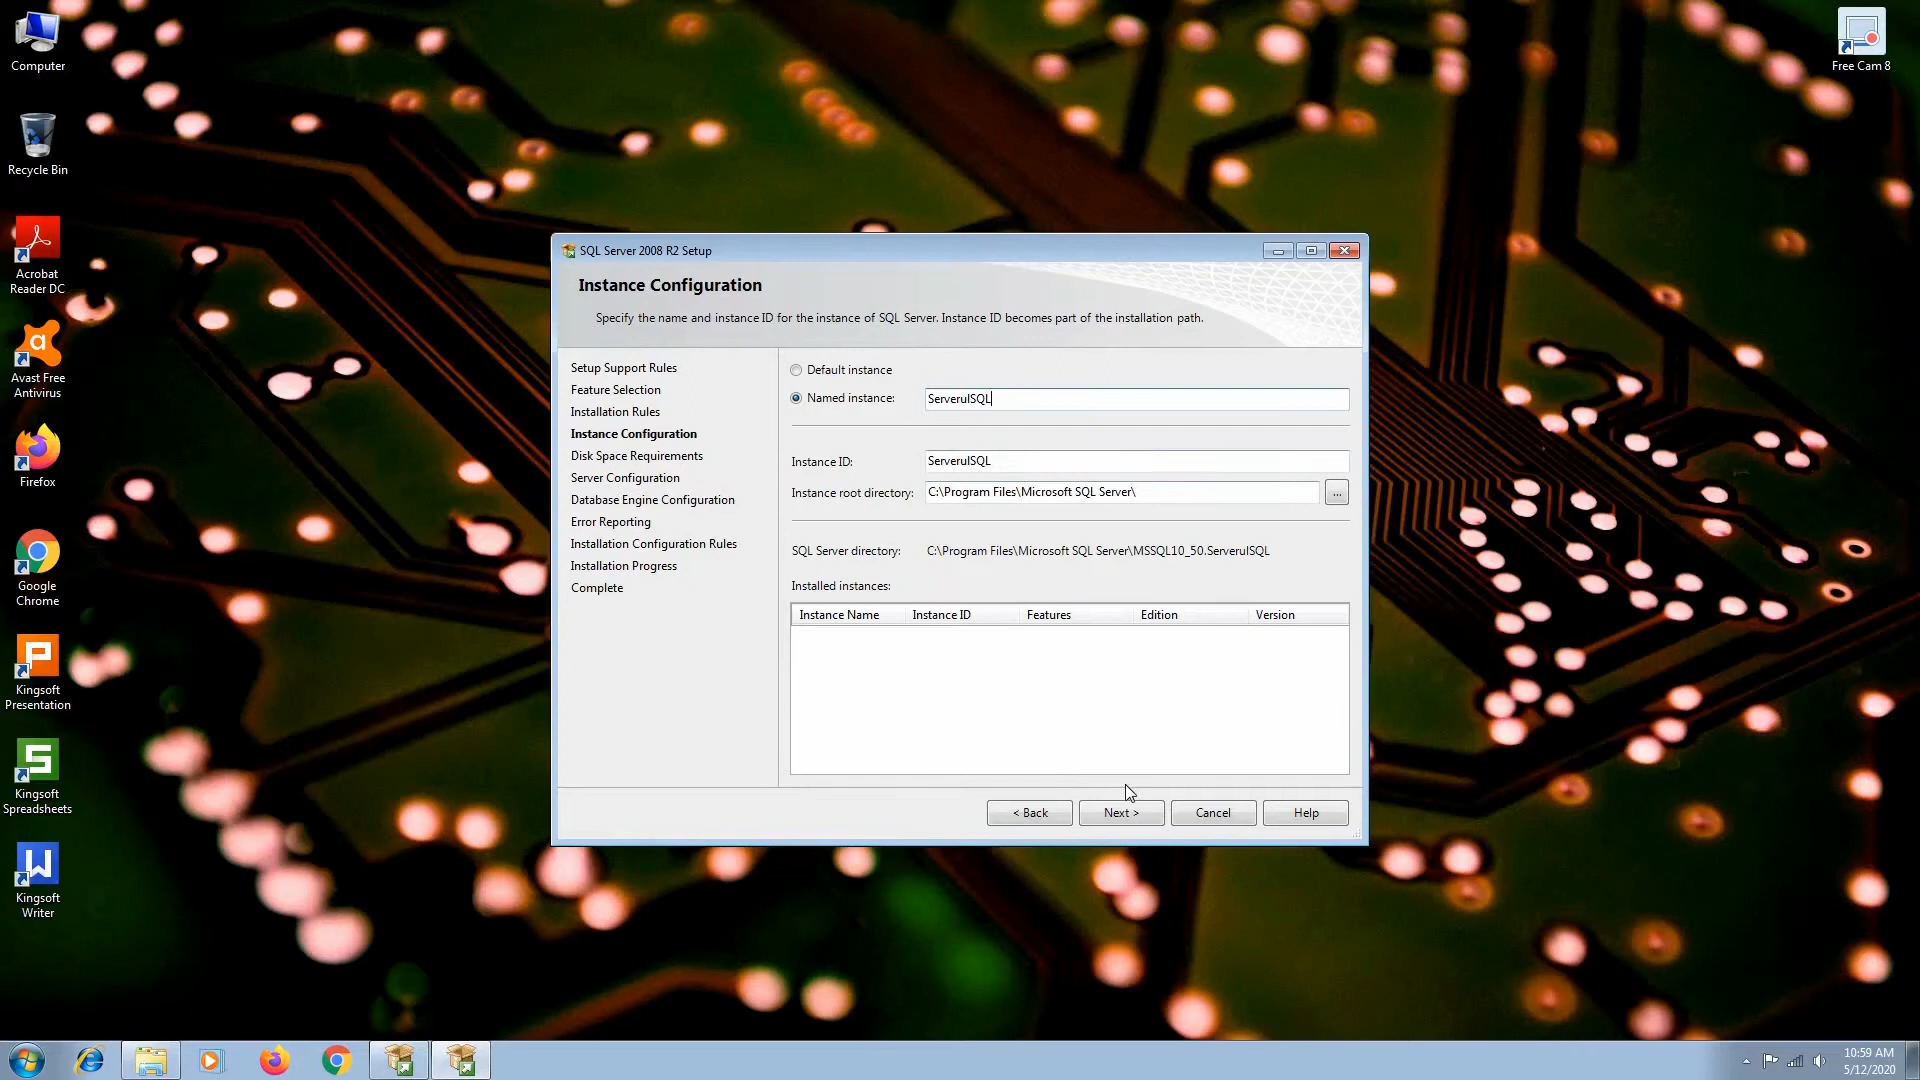 Computer
Recycle Bin
Acrobat
Reader DC
Avast Free
Antivirus
Firefox
Google
Chrome
Kingsoft
Presentation
Kingsoft
Spreadsheets
Kingsoft
Writer
Free Cam 8
SQL Server 2008 R2 Setup
Instance Configuration
Specify the name and instance ID for the instance of SQL Server. Instance ID becomes part of the installation path.
Setup Support Rules
Feature Selection
Installation Rules
Instance Configuration
Disk Space Requirements
Server Configuration
Database Engine Configuration
Error Reporting
Installation Configuration Rules
Installation Progress
Complete
Default instance
Named instance: ServerulSQL
Instance ID: ServerulSQL
Instance root directory: C:\Program Files\Microsoft SQL Server\ ...
SQL Server directory: C:\Program Files\Microsoft SQL Server\MSSQL10_50.ServerulSQL
Installed instances:
Instance Name Instance ID Features Edition Version
< Back Next > Cancel Help
10:59 AM
5/12/2020